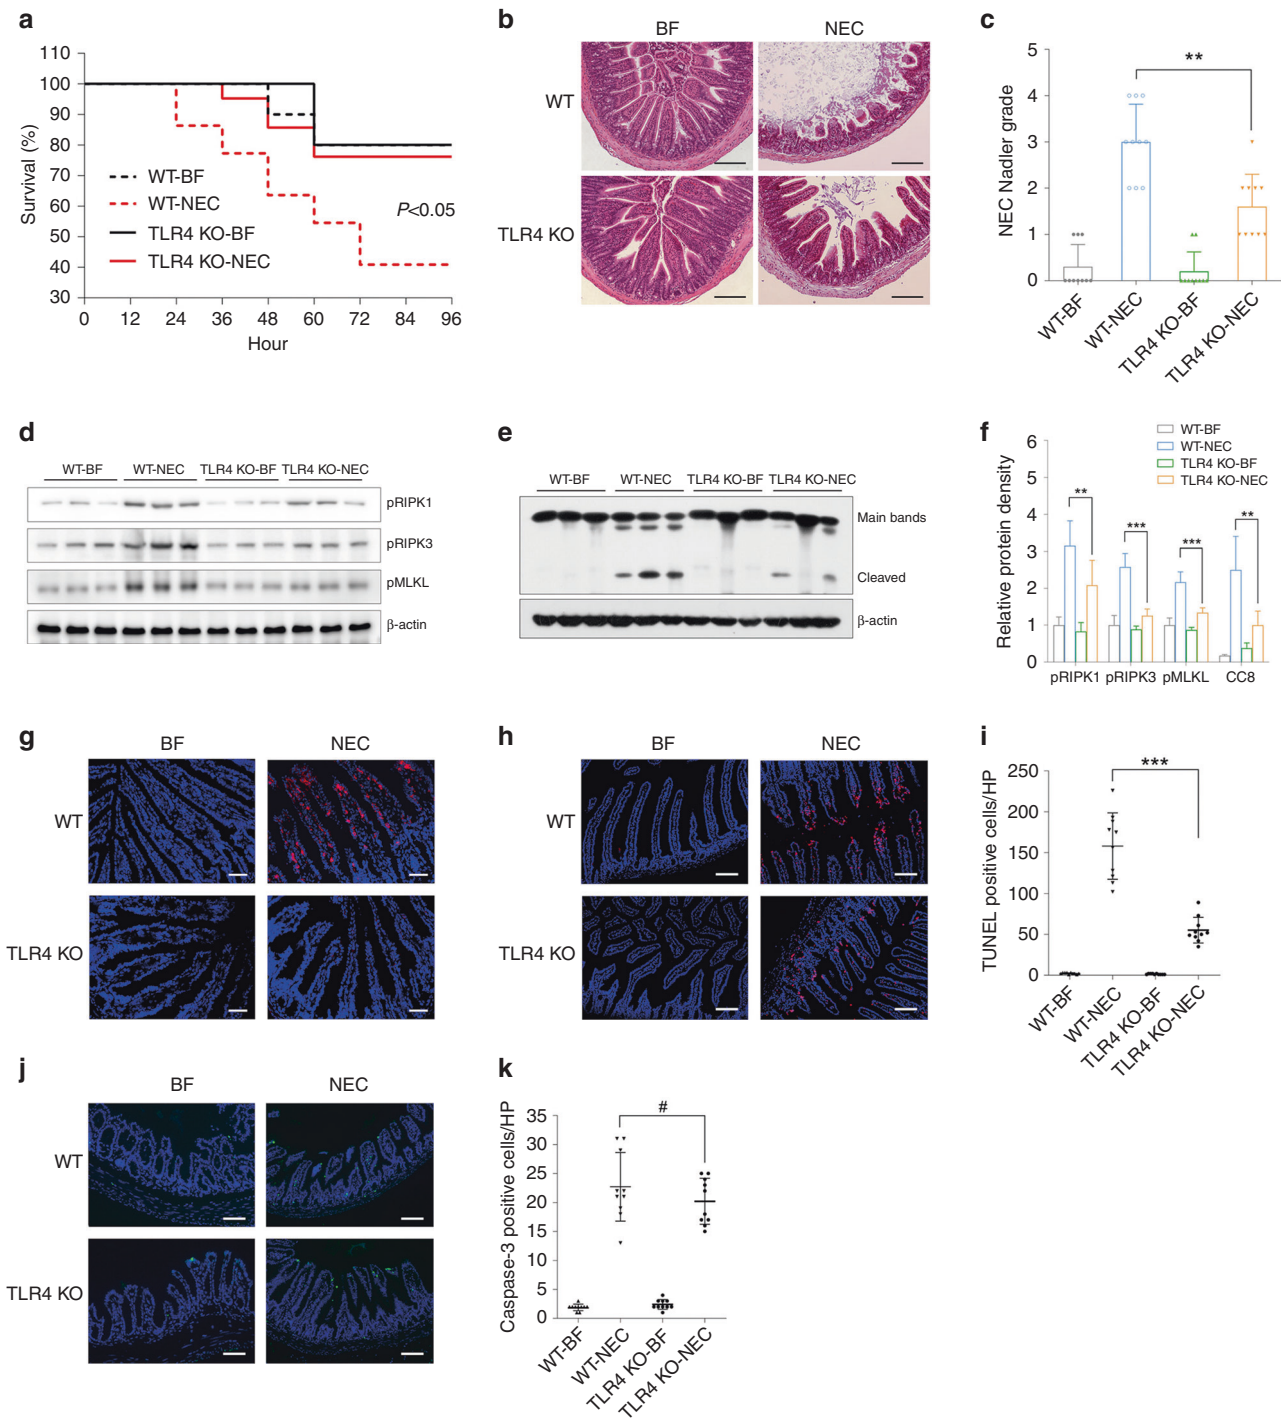 a
110
100
90
80
70
60
50
40
30
Survival (%)
WT-BF
WT-NEC
TLR4 KO-BF
TLR4 KO-NEC
P<0.05
0 12 24 36 48 60 72 84 96
Hour
b
BF NEC
WT
TLR4 KO
c
5
4
3
2
1
0
NEC Nadler grade
**
WT-BF
WT-NEC
TLR4 KO-BF
TLR4 KO-NEC
d
WT-BF WT-NEC TLR4 KO-BF TLR4 KO-NEC
pRIPK1
pRIPK3
pMLKL
β-actin
e
WT-BF WT-NEC TLR4 KO-BF TLR4 KO-NEC
Main bands
Cleaved
β-actin
f
WT-BF
WT-NEC
TLR4 KO-BF
TLR4 KO-NEC
6
5
4
3
2
1
0
Relative protein density
** *** *** **
pRIPK1 pRIPK3 pMLKL CC8
g
BF NEC
WT
TLR4 KO
h
BF NEC
WT
TLR4 KO
i
250
200
150
100
50
0
TUNEL positive cells/HP
***
WT-BF
WT-NEC
TLR4 KO-BF
TLR4 KO-NEC
j
BF NEC
WT
TLR4 KO
k
35
30
25
20
15
10
5
0
Caspase-3 positive cells/HP
#
WT-BF
WT-NEC
TLR4 KO-BF
TLR4 KO-NEC